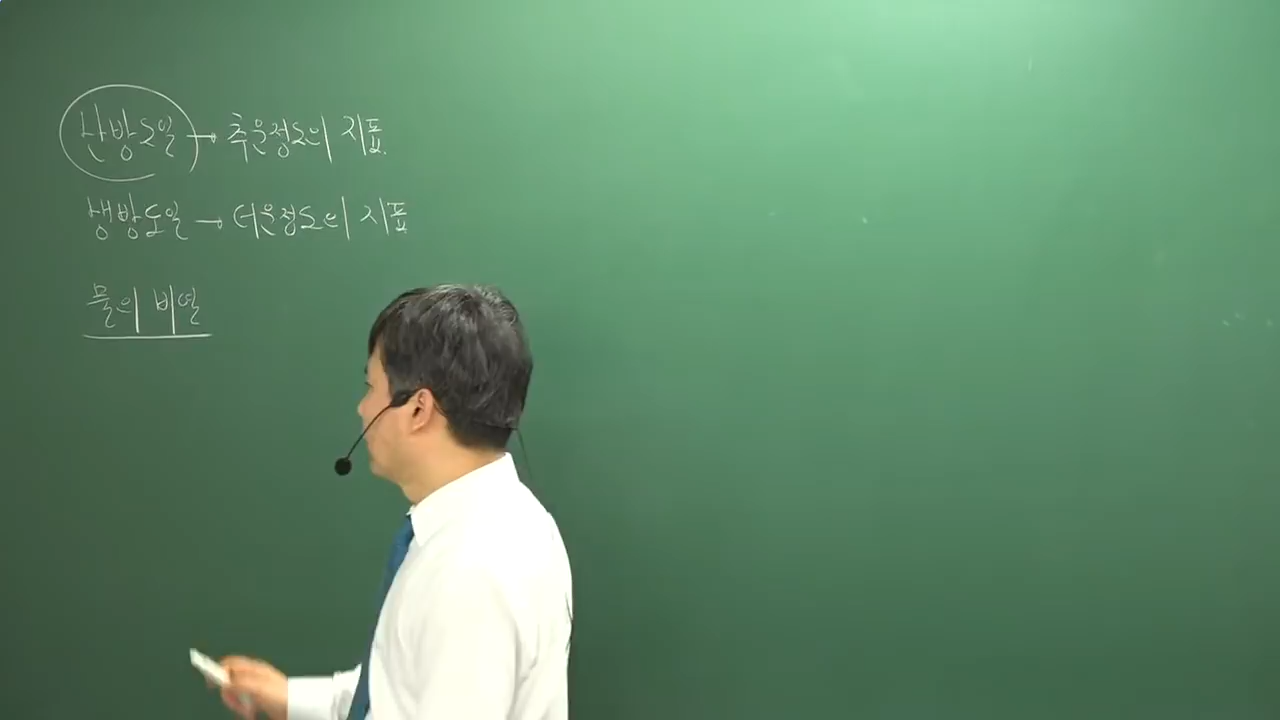 난방도일 → 추운정도의 지표.
냉방도일 → 더운정도의 지표
물의 비열